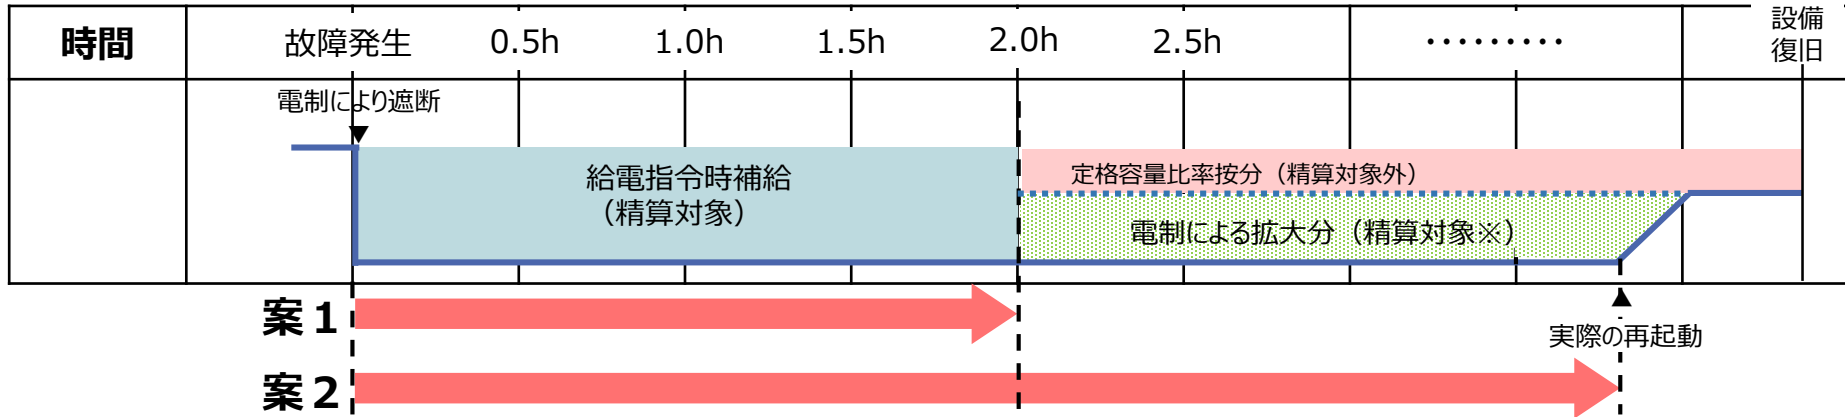 時間
故障発生
0.5h
1.0h
1.5h
2.0h
2.5h
・・・・・・・・・
設備
復旧
電制により遮断
▼
給電指令時補給
（精算対象）
定格容量比率按分（精算対象外）
電制による拡大分（精算対象※）
案１
▲
実際の再起動
案２